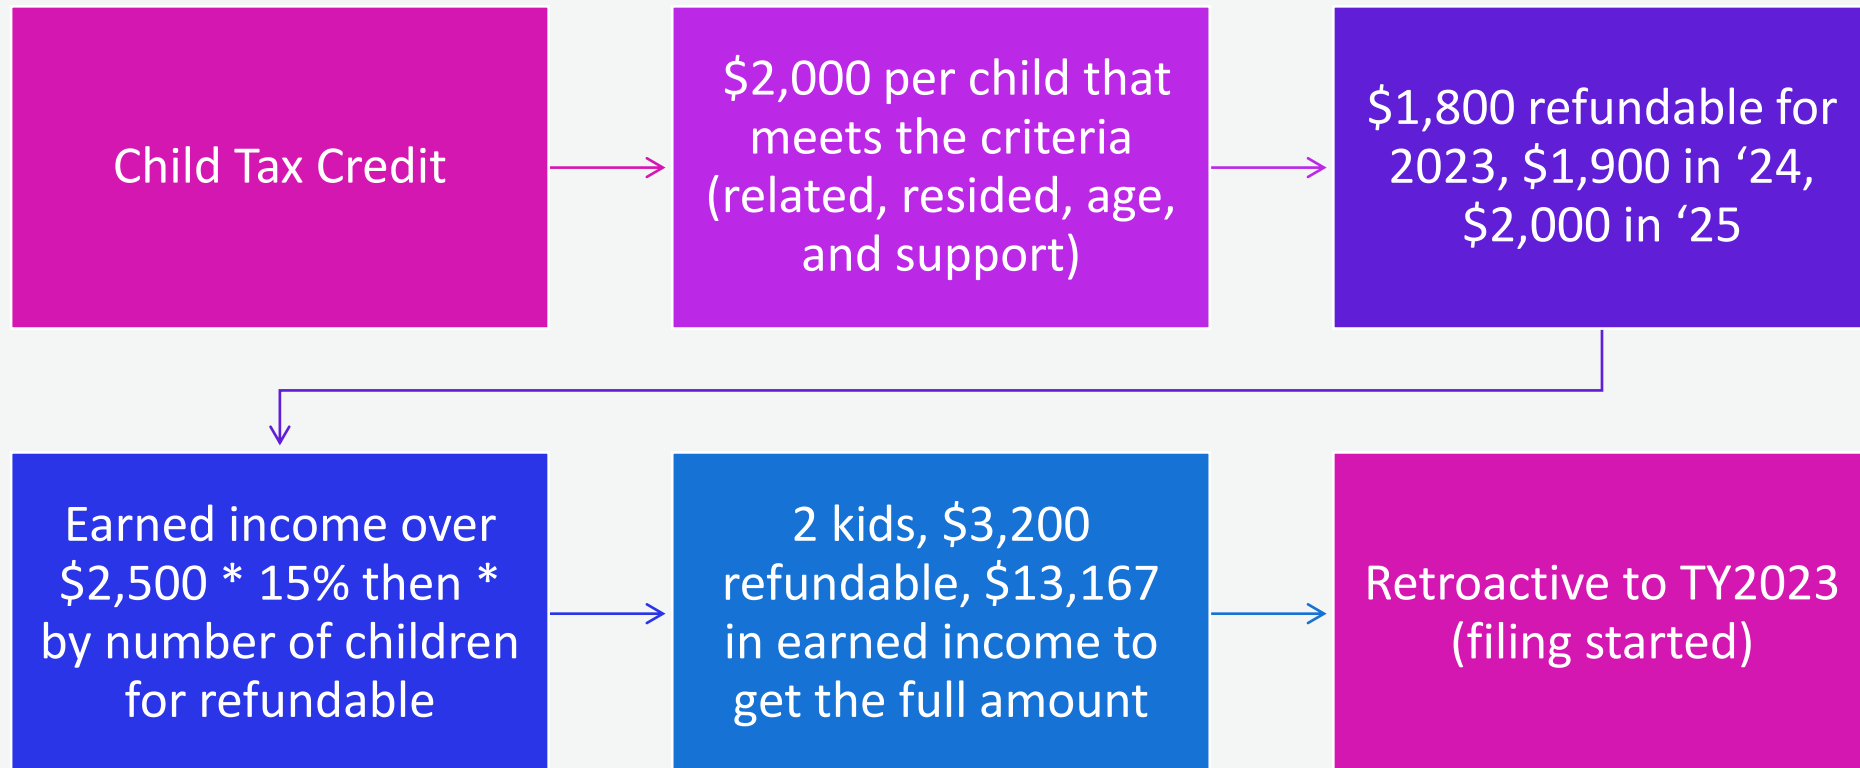 Child Tax Credit
$2,000 per child that
meets the criteria
(related, resided, age,
and support)
$1,800 refundable for
2023, $1,900 in ‘24,
$2,000 in ‘25
Earned income over
$2,500 * 15% then *
by number of children
for refundable
2 kids, $3,200
refundable, $13,167
in earned income to
get the full amount
Retroactive to TY2023
(filing started)